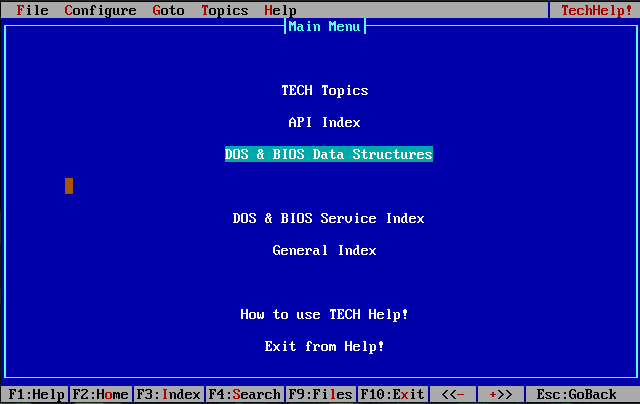 File Configure Goto Topics Help TechHelp!
Main Menu
TECH Topics
API Index
DOS & BIOS Data Structures
DOS & BIOS Service Index
General Index
How to use TECH Help!
Exit from Help!
F1:Help F2:Home F3:Index F4:Search F9:Files F10:Exit <<- +>> Esc:GoBack